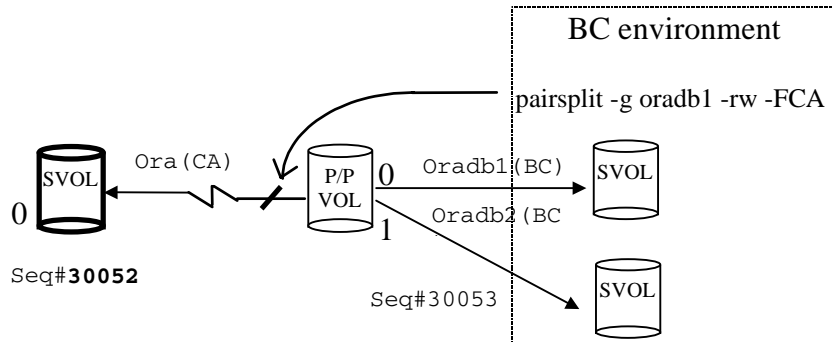 BC environment
pairsplit -g oradb1 -rw -FCA
Ora(CA)
SVOL
0
P/P
VOL
0
1
Oradb1(BC)
SVOL
Oradb2(BC
Seq#30052
Seq#30053
SVOL